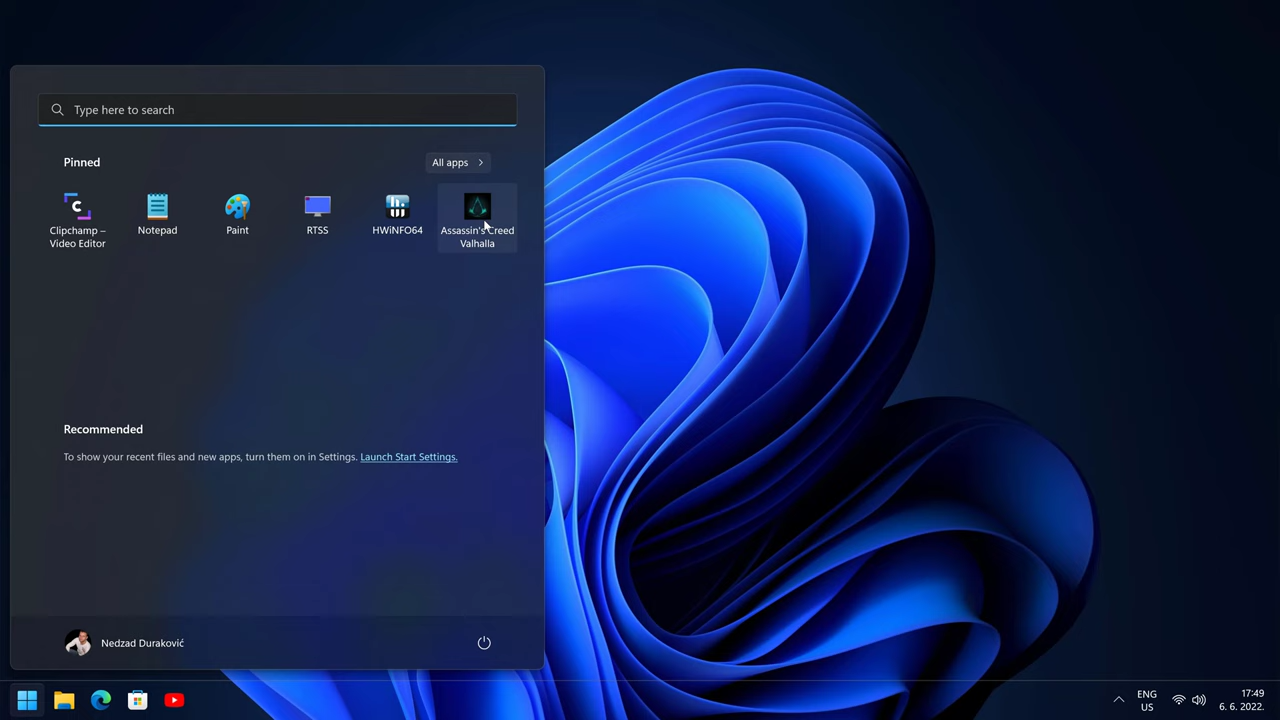 Type here to search
Pinned
All apps
Clipchamp –
Video Editor
Notepad
Paint
RTSS
HWiNFO64
Assassin's Creed
Valhalla
Recommended
To show your recent files and new apps, turn them on in Settings. Launch Start Settings.
Nedzad Duraković
ENG
US
17:49
6. 6. 2022.